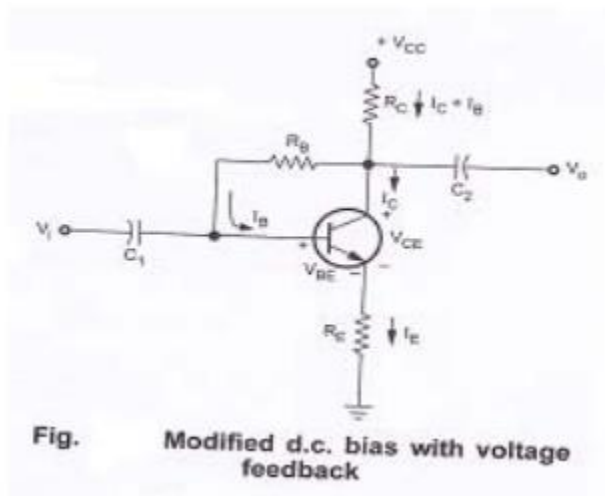 + VCC
RC IC + IB
RB
Vo
C2
IC
IB
+
Vi
C1
+
VCE
VBE
−
−
RE IE
Fig. Modified d.c. bias with voltage
feedback